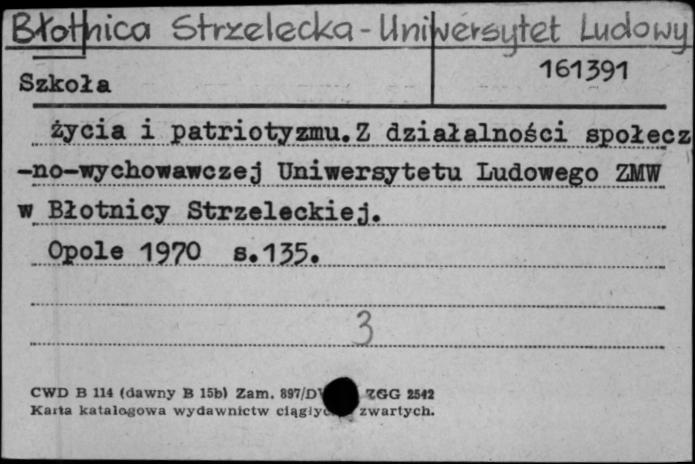 Błotnica Strzelecka - Uniwersytet Ludowy
161391
Szkoła
życia i patriotyzmu.Z działalności społecz
-no-wychowawczej Uniwersytetu Ludowego ZMW
w Błotnicy Strzeleckiej.
Opole 1970 s.135.
3
CWD B 114 (dawny B 15b) Zam. 897/D ZGG 2542
Karta katalogowa wydawnictw zwartych.